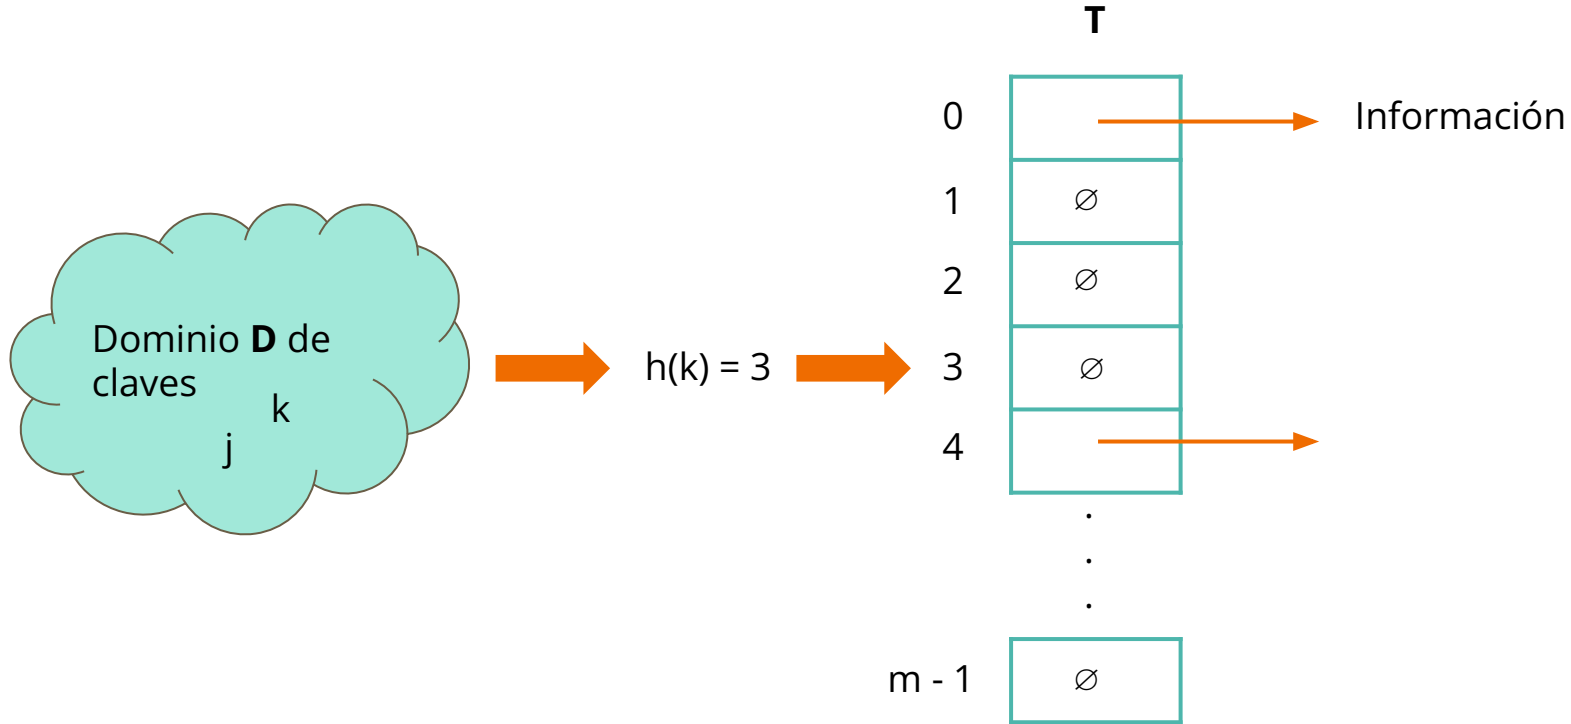 T
0
Información
1
∅
2
∅
Dominio D de
claves
k
j
h(k) = 3
3
∅
4
.
.
.
m - 1
∅